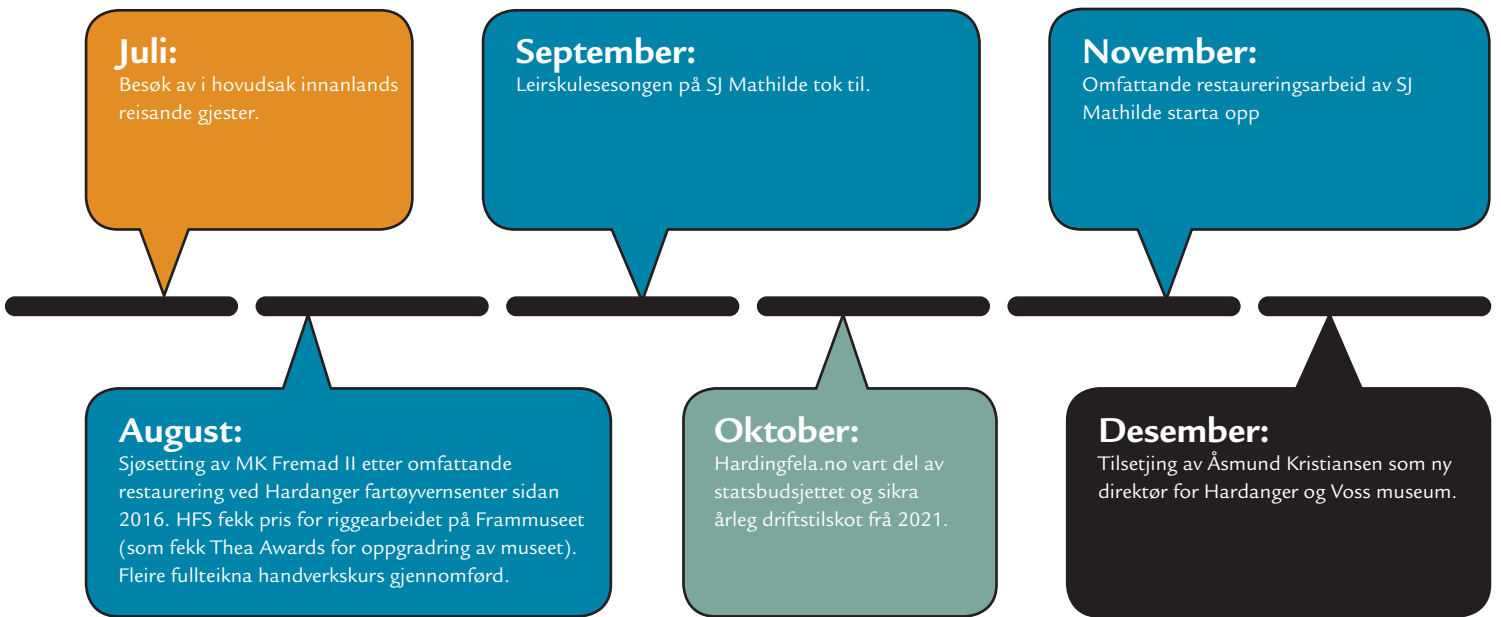 Juli:
Besøk av i hovudsak innanlands
reisande gjester.
August:
Sjøsetting av MK Fremad II etter omfattande
restaurering ved Hardanger fartøyvernsenter sidan
2016. HFS fekk pris for riggearbeidet på Frammuseet
(som fekk Thea Awards for oppgradring av museet).
Fleire fullteikna handverkskurs gjennomførd.
September:
Leirskulesesongen på SJ Mathilde tok til.
Oktober:
Hardingfela.no vart del av
statsbudsjettet og sikra
årleg driftstilskot frå 2021.
November:
Omfattande restaureringsarbeid av SJ
Mathilde starta opp
Desember:
Tilsetjing av Åsmund Kristiansen som ny
direktør for Hardanger og Voss museum.